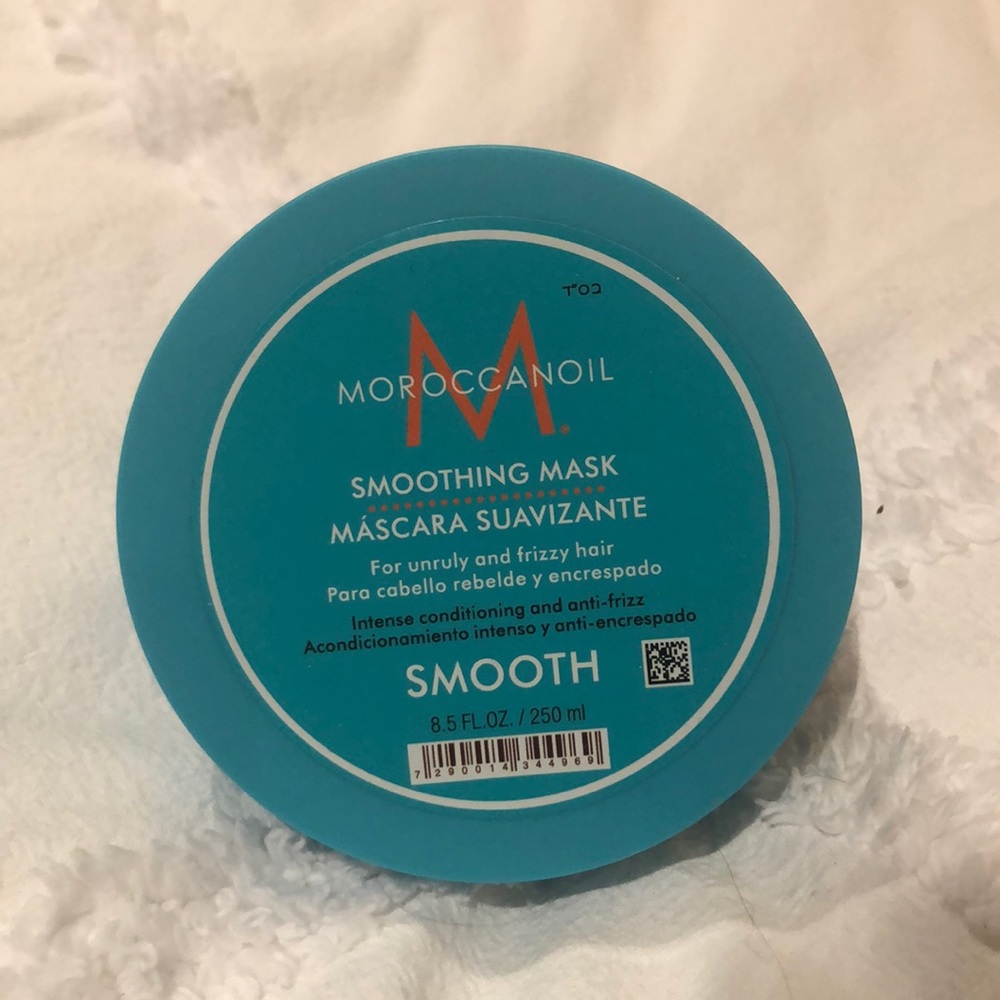 בס"ד
M
MOROCCANOIL
SMOOTHING MASK
MÁSCARA SUAVIZANTE
For unruly and frizzy hair
Para cabello rebelde y encrespado
Intense conditioning and anti-frizz
Acondicionamiento intenso y anti-encrespado
SMOOTH
8.5 FL.OZ. / 250 ml
7 290014 344969